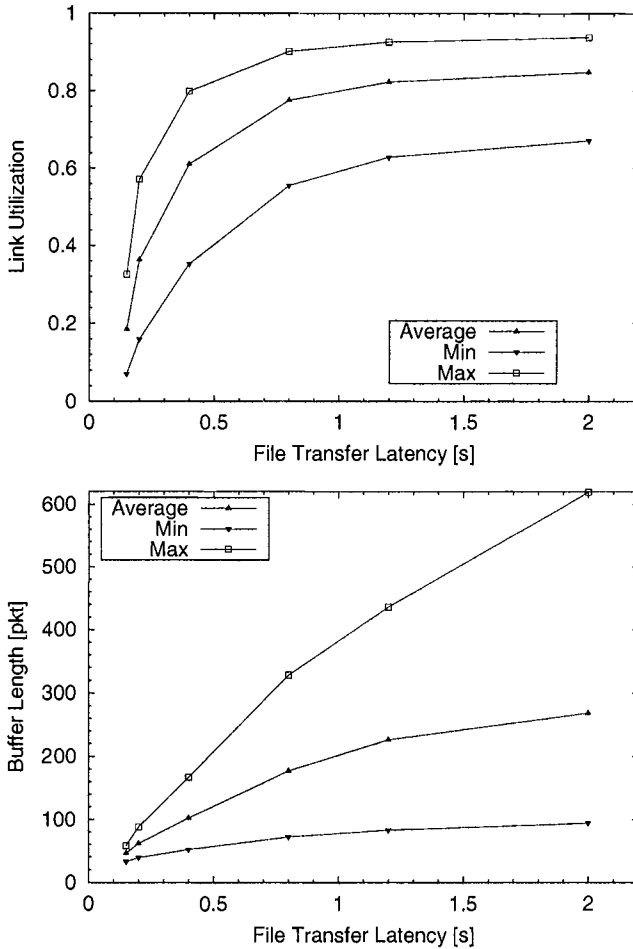 1
0.8
0.6
0.4
0.2
0
Link Utilization
Average
Min
Max
0 0.5 1 1.5 2
File Transfer Latency [s]
600
500
400
300
200
100
0
Buffer Length [pkt]
Average
Min
Max
0 0.5 1 1.5 2
File Transfer Latency [s]